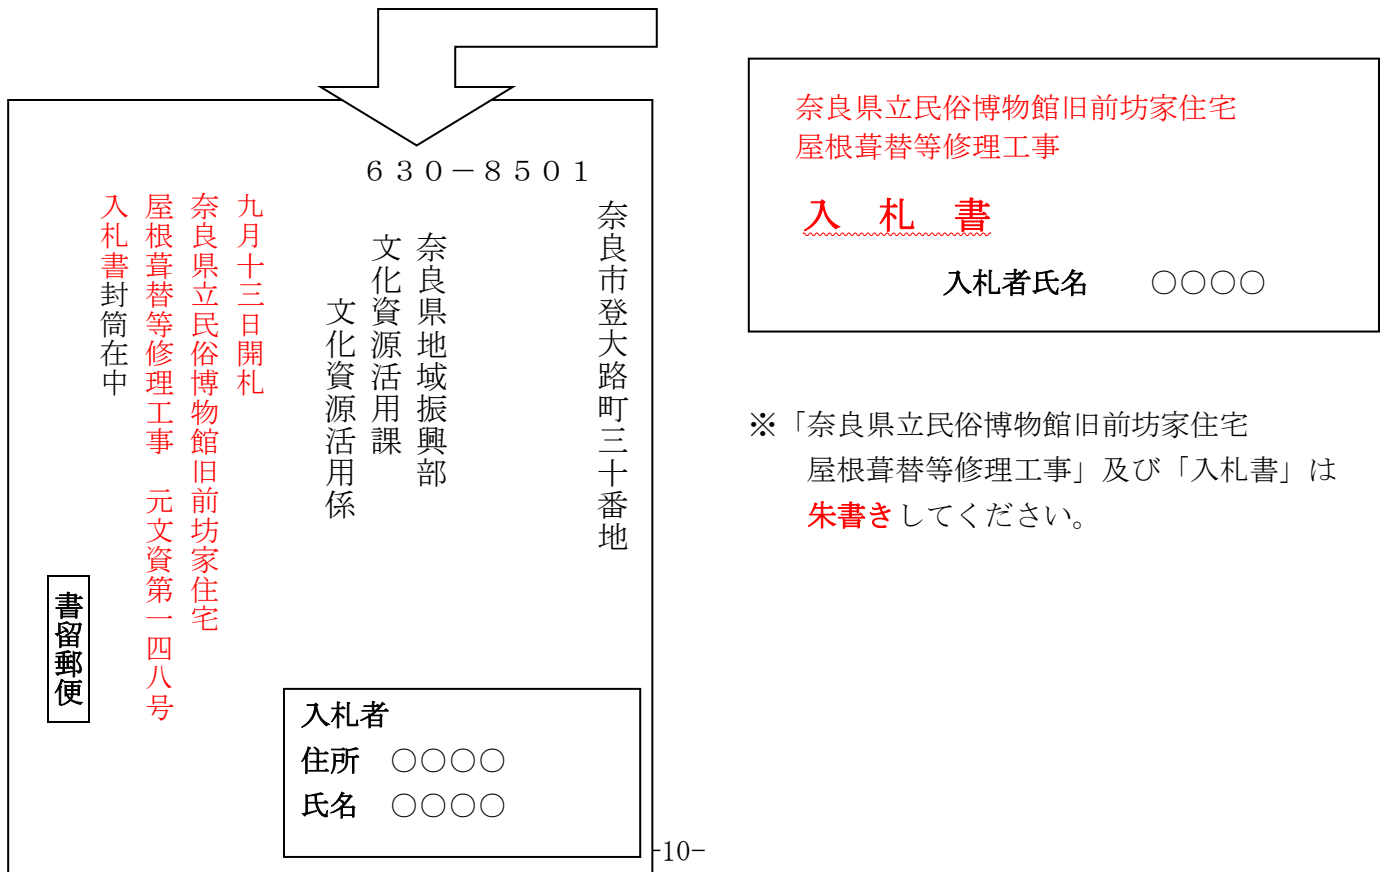 ６３０－８５０１
奈良市登大路町三十番地
奈良県地域振興部
文化資源活用課
文化資源活用係
九月十三日開札
奈良県立民俗博物館旧前坊家住宅
屋根葺替等修理工事　元文資第一四八号
入札書封筒在中
書留郵便
入札者
住所　○○○○
氏名　○○○○
奈良県立民俗博物館旧前坊家住宅
屋根葺替等修理工事
入　札　書
入札者氏名　　○○○○
※「奈良県立民俗博物館旧前坊家住宅
屋根葺替等修理工事」及び「入札書」は
朱書きしてください。
-10-